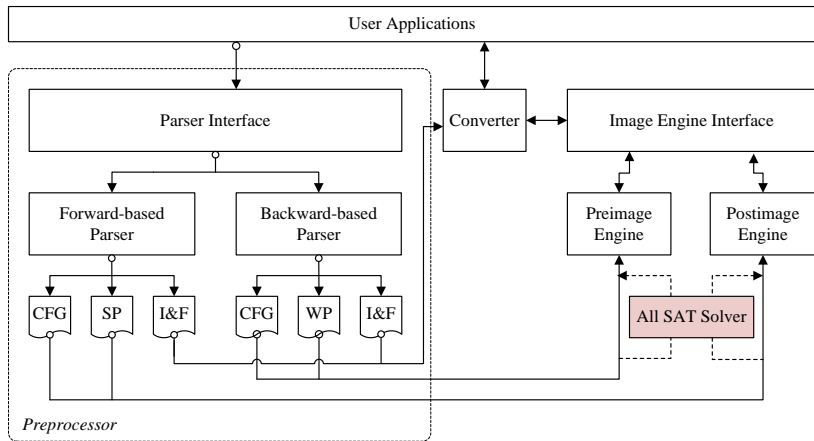 User Applications
Parser Interface
Converter
Image Engine Interface
Forward-based
Parser
Backward-based
Parser
Preimage
Engine
Postimage
Engine
CFG
SP
I&F
CFG
WP
I&F
All SAT Solver
Preprocessor